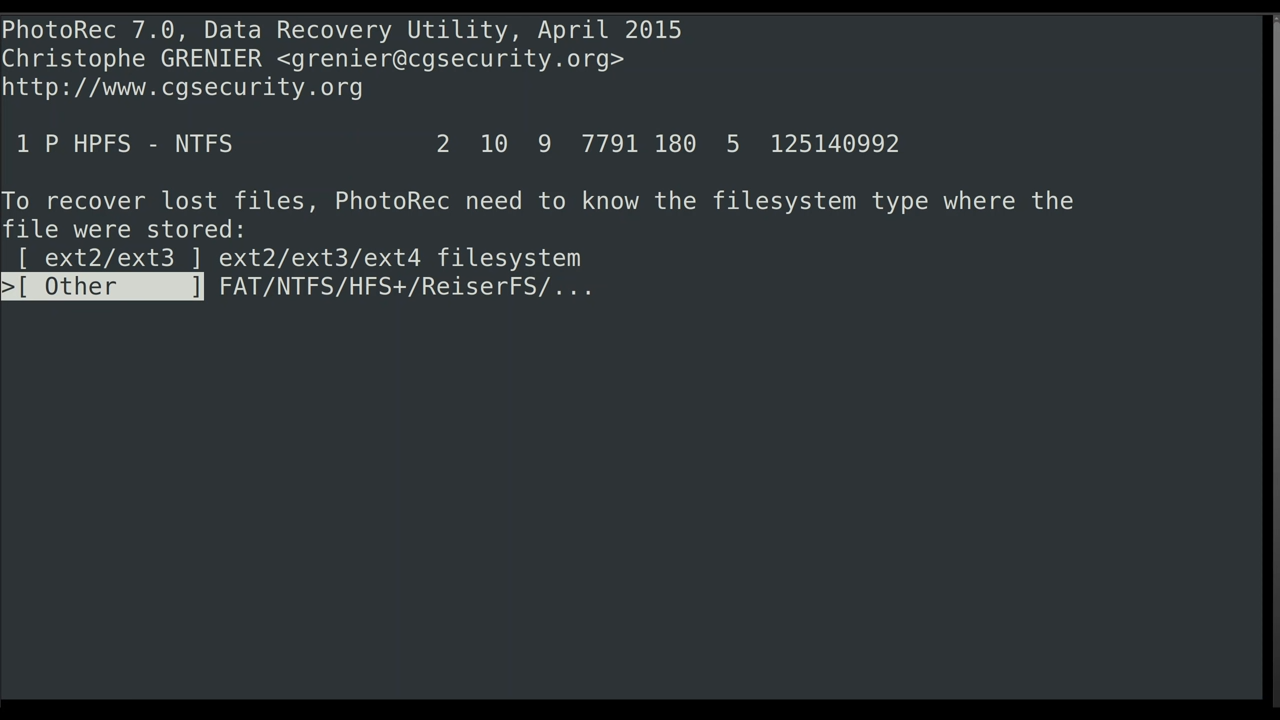 PhotoRec 7.0, Data Recovery Utility, April 2015
Christophe GRENIER <grenier@cgsecurity.org>
http://www.cgsecurity.org
1 P HPFS - NTFS 2 10 9 7791 180 5 125140992
To recover lost files, PhotoRec need to know the filesystem type where the
file were stored:
[ ext2/ext3 ] ext2/ext3/ext4 filesystem
>[ Other ] FAT/NTFS/HFS+/ReiserFS/...